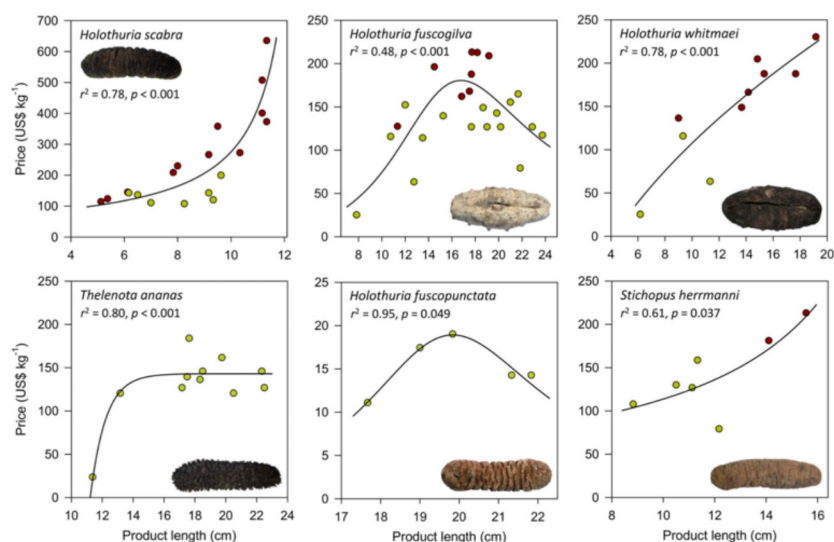 Holothuria scabra
r² = 0.78, p < 0.001
Price (US$ kg⁻¹)
700
600
500
400
300
200
100
0
4 6 8 10 12
Holothuria fuscogilva
r² = 0.48, p < 0.001
250
200
150
100
50
0
8 10 12 14 16 18 20 22 24
Holothuria whitmaei
r² = 0.78, p < 0.001
250
200
150
100
50
0
4 6 8 10 12 14 16 18 20
Thelenota ananas
r² = 0.80, p < 0.001
Price (US$ kg⁻¹)
250
200
150
100
50
0
10 12 14 16 18 20 22 24
Product length (cm)
Holothuria fuscopunctata
r² = 0.95, p = 0.049
25
20
15
10
5
0
17 18 19 20 21 22
Product length (cm)
Stichopus herrmanni
r² = 0.61, p = 0.037
250
200
150
100
50
0
8 10 12 14 16
Product length (cm)